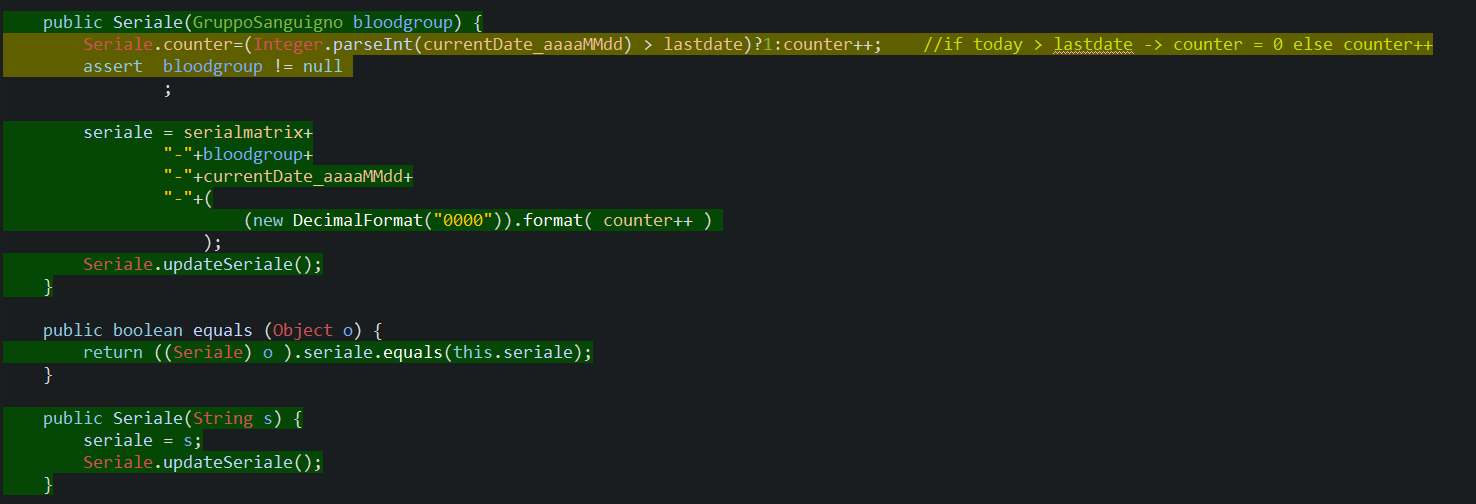 public Seriale(GruppoSanguigno bloodgroup) {
Seriale.counter=(Integer.parseInt(currentDate_aaaaMMdd) > lastdate)?1:counter++;    //if today > lastdate -> counter = 0 else counter++
assert  bloodgroup != null
;
seriale = serialmatrix+
"-"+bloodgroup+
"-"+currentDate_aaaaMMdd+
"-"+(
(new DecimalFormat("0000")).format( counter++ )
);
Seriale.updateSeriale();
}
public boolean equals (Object o) {
return ((Seriale) o ).seriale.equals(this.seriale);
}
public Seriale(String s) {
seriale = s;
Seriale.updateSeriale();
}